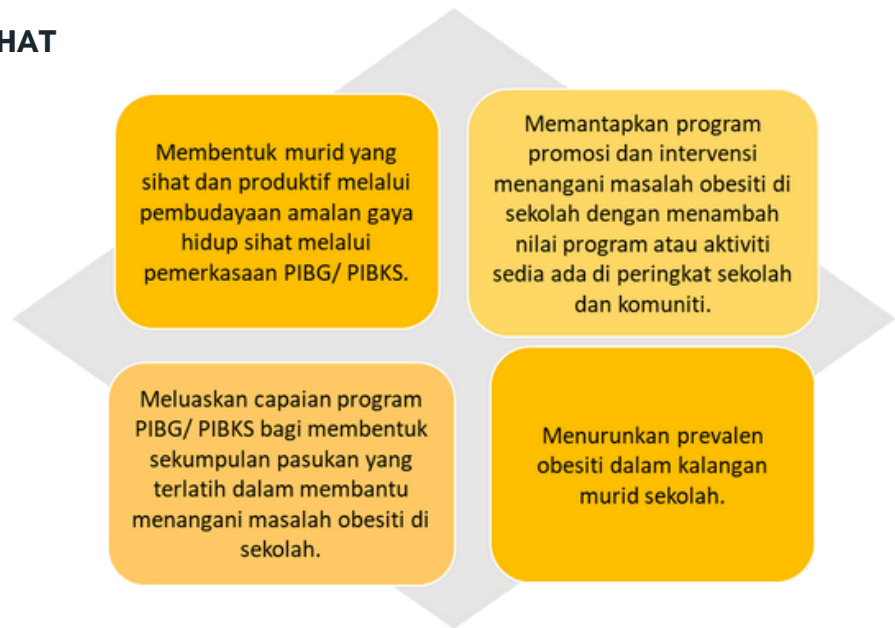 HAT
Membentuk murid yang
sihat dan produktif melalui
pembudayaan amalan gaya
hidup sihat melalui
pemerkasaan PIBG/ PIBKS.
Memantapkan program
promosi dan intervensi
menangani masalah obesiti di
sekolah dengan menambah
nilai program atau aktiviti
sedia ada di peringkat sekolah
dan komuniti.
Meluaskan capaian program
PIBG/ PIBKS bagi membentuk
sekumpulan pasukan yang
terlatih dalam membantu
menangani masalah obesiti di
sekolah.
Menurunkan prevalen
obesiti dalam kalangan
murid sekolah.